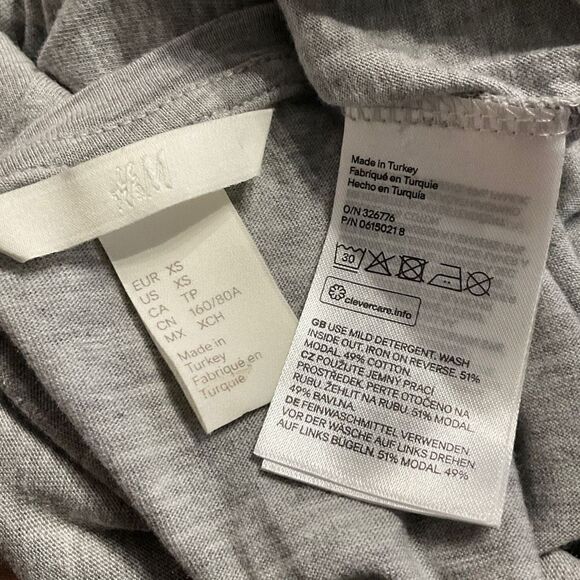 H&M
EUR XS
US XS
CA TP
CN 160/80A
MX XCH
Made in
Turkey
Fabriqué en
Turquie
Made in Turkey
Fabriqué en Turquie
Hecho en Turquía
O/N 326776
P/N 0615021 8
30
clevercare.info
GB USE MILD DETERGENT. WASH
INSIDE OUT. IRON ON REVERSE. 51%
MODAL. 49% COTTON.
CZ POUŽIJTE JEMNÝ PRACÍ
PROSTŘEDEK. PERTE OTOČENO NA
RUBU. ŽEHLIT NA RUBU. 51% MODAL.
49% BAVLNA.
DE FEINWASCHMITTEL VERWENDEN.
VOR DER WÄSCHE AUF LINKS DREHEN
AUF LINKS BÜGELN. 51% MODAL. 49%